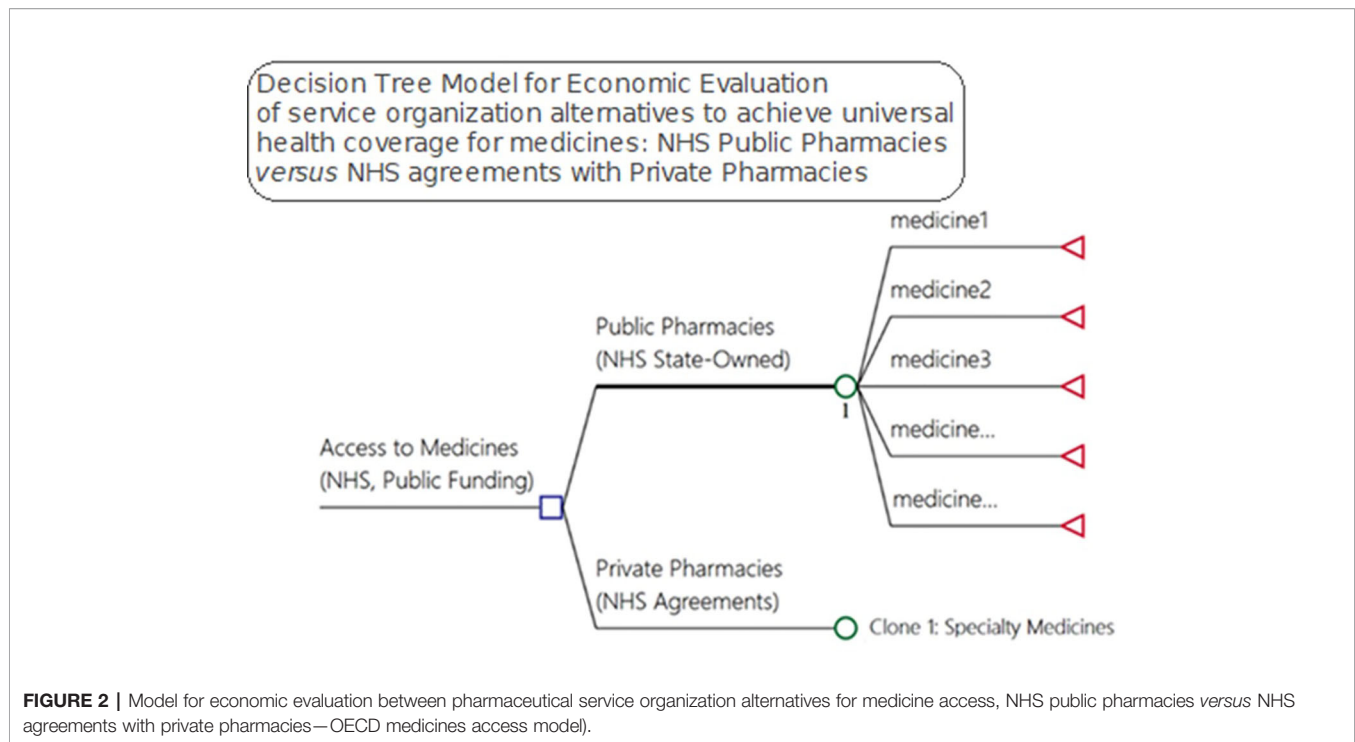 Decision Tree Model for Economic Evaluation
of service organization alternatives to achieve universal
health coverage for medicines: NHS Public Pharmacies
versus NHS agreements with Private Pharmacies
medicine1
medicine2
Public Pharmacies
(NHS State-Owned)
medicine3
1
medicine...
Access to Medicines
(NHS, Public Funding)
medicine...
Private Pharmacies
(NHS Agreements)
Clone 1: Specialty Medicines
FIGURE 2 | Model for economic evaluation between pharmaceutical service organization alternatives for medicine access, NHS public pharmacies versus NHS
agreements with private pharmacies—OECD medicines access model).